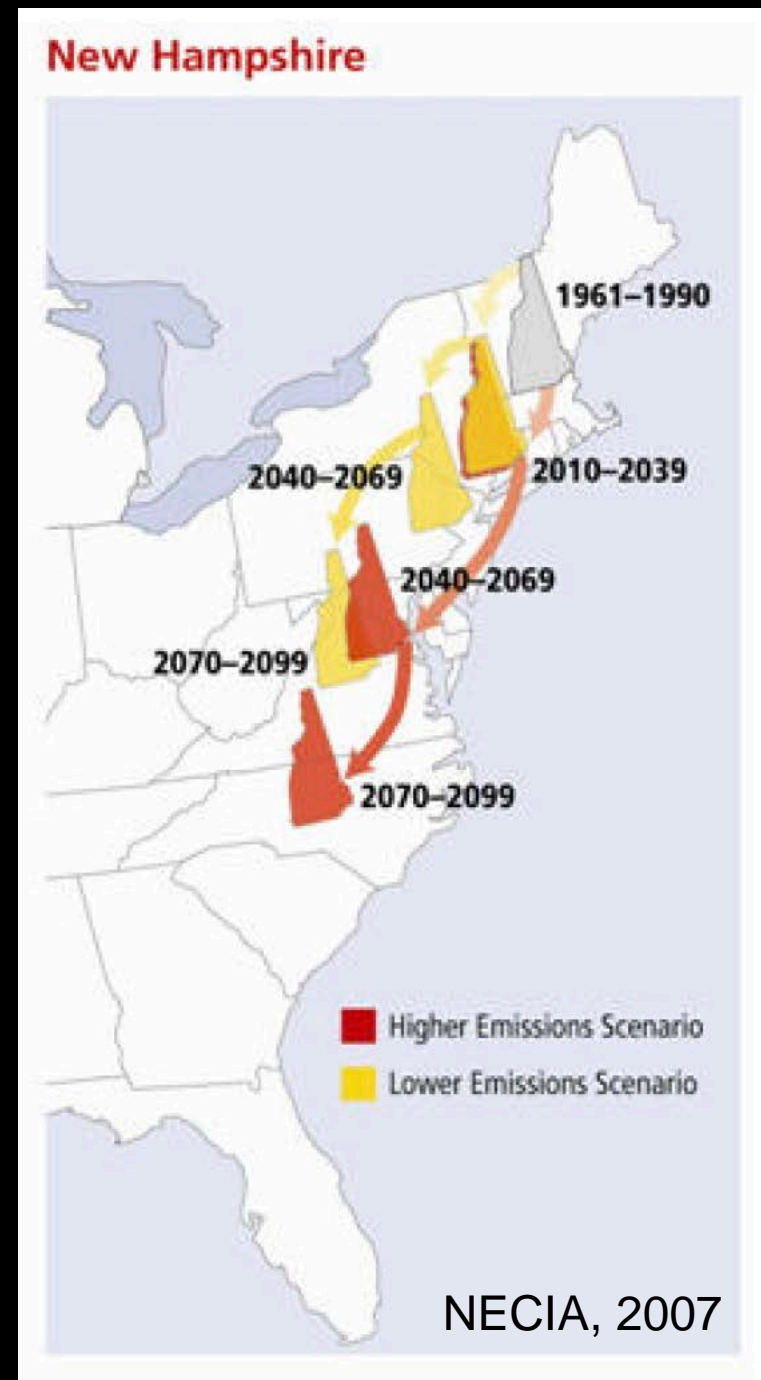 New Hampshire
1961–1990
2040–2069
2010–2039
2040–2069
2070–2099
2070–2099
Higher Emissions Scenario
Lower Emissions Scenario
NECIA, 2007